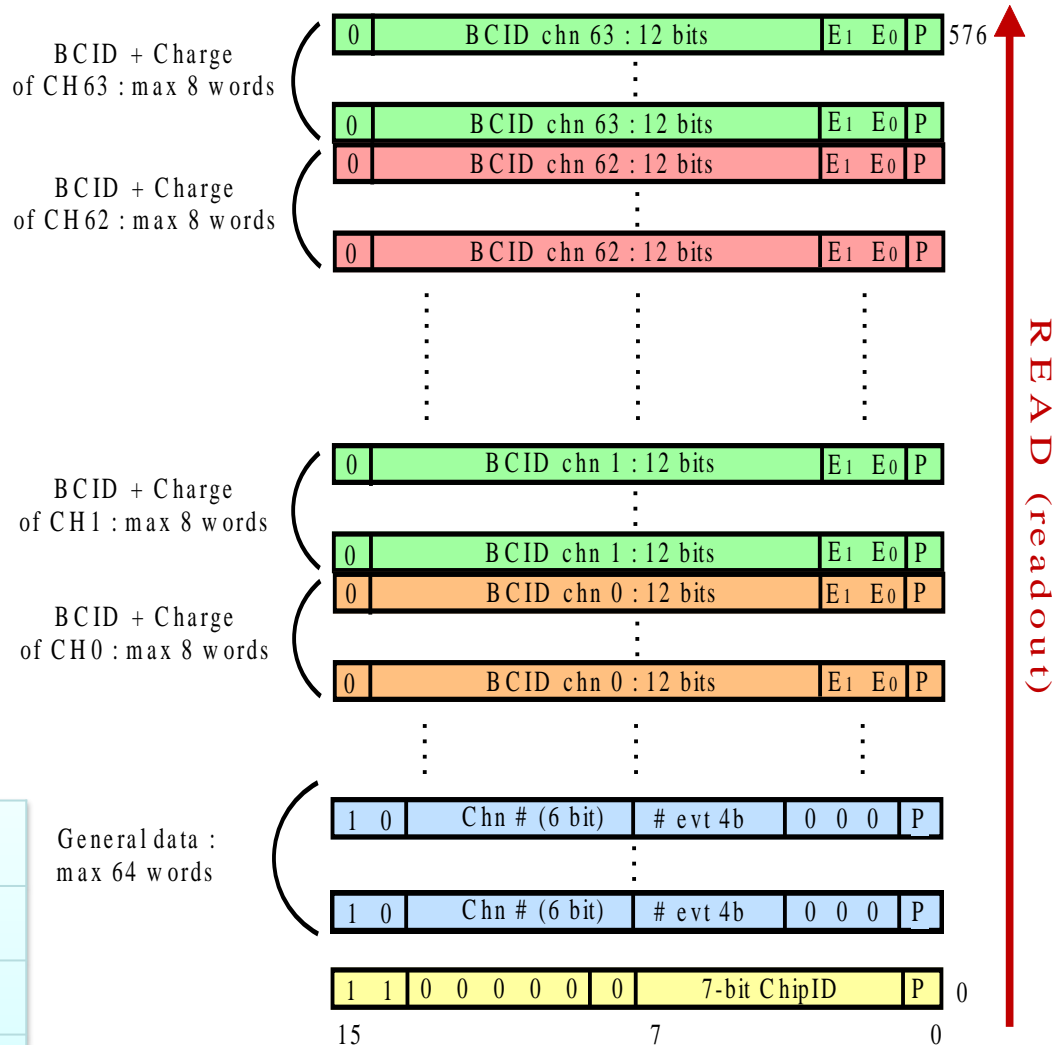 0 BCID chn 63 : 12 bits E1 E0 P 576
BCID + Charge
of CH63 : max 8 words
0 BCID chn 63 : 12 bits E1 E0 P
0 BCID chn 62 : 12 bits E1 E0 P
BCID + Charge
of CH62 : max 8 words
0 BCID chn 62 : 12 bits E1 E0 P
READ (readout)
0 BCID chn 1 : 12 bits E1 E0 P
BCID + Charge
of CH1 : max 8 words
0 BCID chn 1 : 12 bits E1 E0 P
0 BCID chn 0 : 12 bits E1 E0 P
BCID + Charge
of CH0 : max 8 words
0 BCID chn 0 : 12 bits E1 E0 P
1 0 Chn # (6 bit) # evt 4b 0 0 0 P
General data :
max 64 words
1 0 Chn # (6 bit) # evt 4b 0 0 0 P
1 1 0 0 0 0 0 0 7-bit ChipID P 0
15 7 0